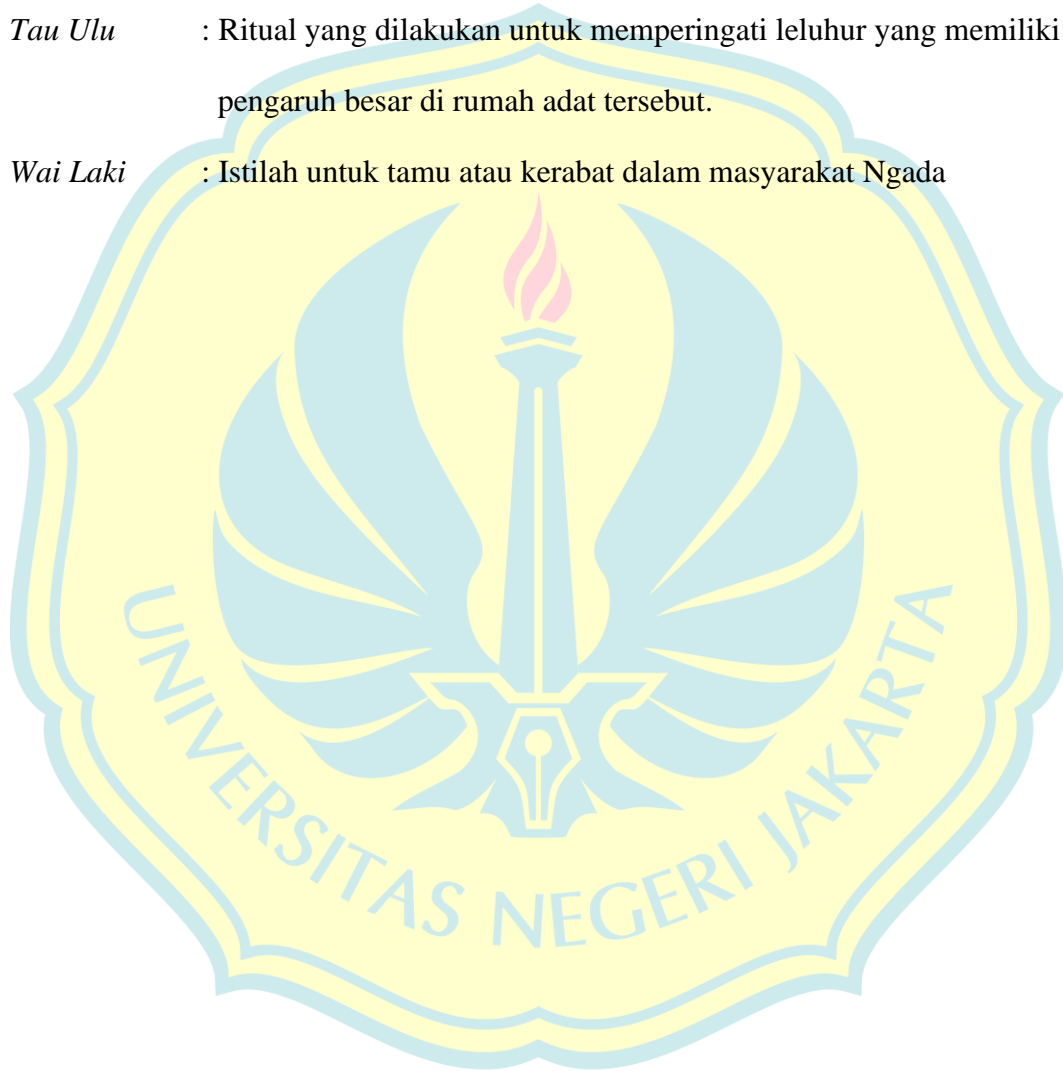 Tau Ulu : Ritual yang dilakukan untuk memperingati leluhur yang memiliki
pengaruh besar di rumah adat tersebut.
Wai Laki : Istilah untuk tamu atau kerabat dalam masyarakat Ngada
UNIVERSITAS NEGERI JAKARTA